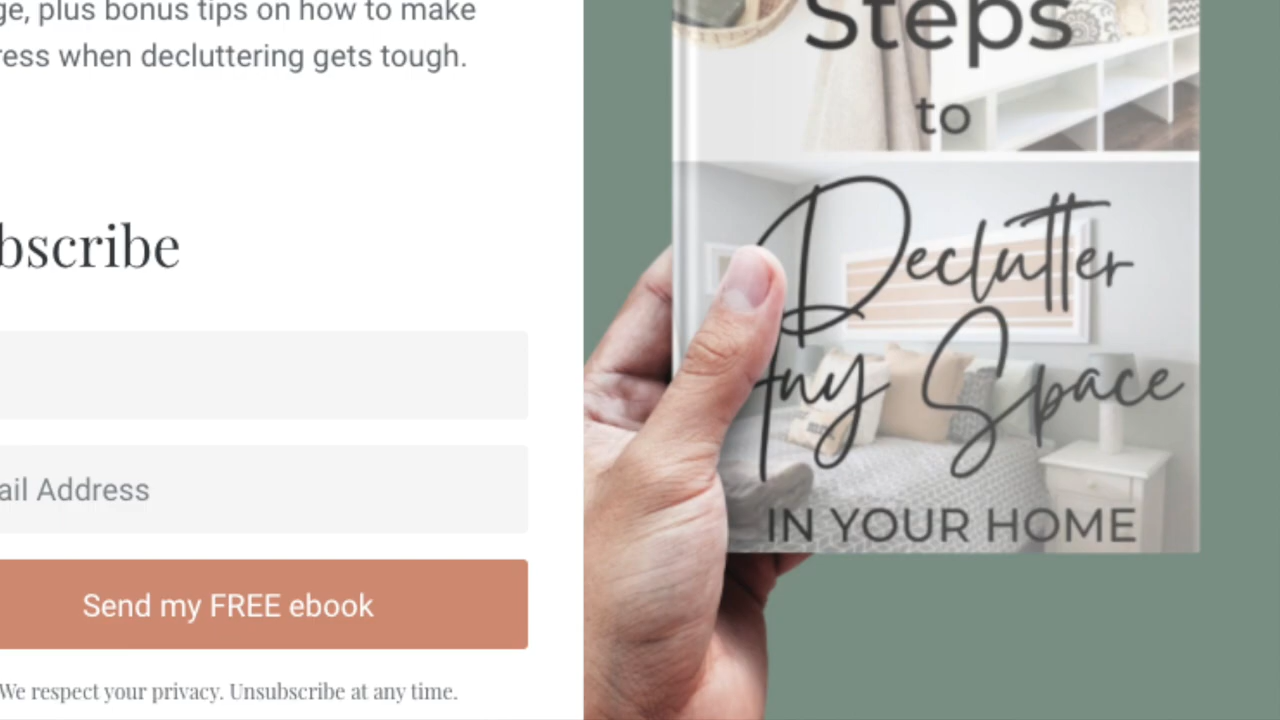 ge, plus bonus tips on how to make
ress when decluttering gets tough.
bscribe
ail Address
Send my FREE ebook
We respect your privacy. Unsubscribe at any time.
Steps
to
Declutter
Any Space
IN YOUR HOME